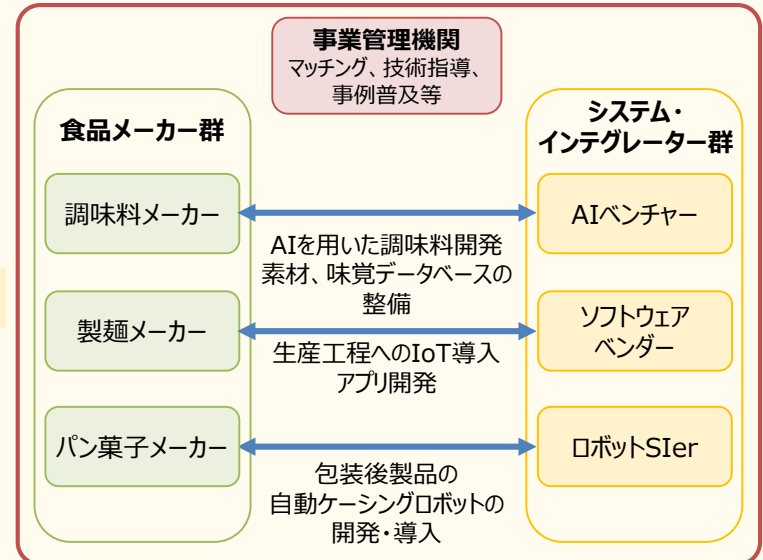 事業管理機関
マッチング、技術指導、
事例普及等
食品メーカー群
システム・
インテグレーター群
調味料メーカー
AIベンチャー
AIを用いた調味料開発
素材、味覚データベースの
整備
製麺メーカー
ソフトウェア
ベンダー
生産工程へのIoT導入
アプリ開発
パン菓子メーカー
ロボットSIer
包装後製品の
自動ケーシングロボットの
開発・導入